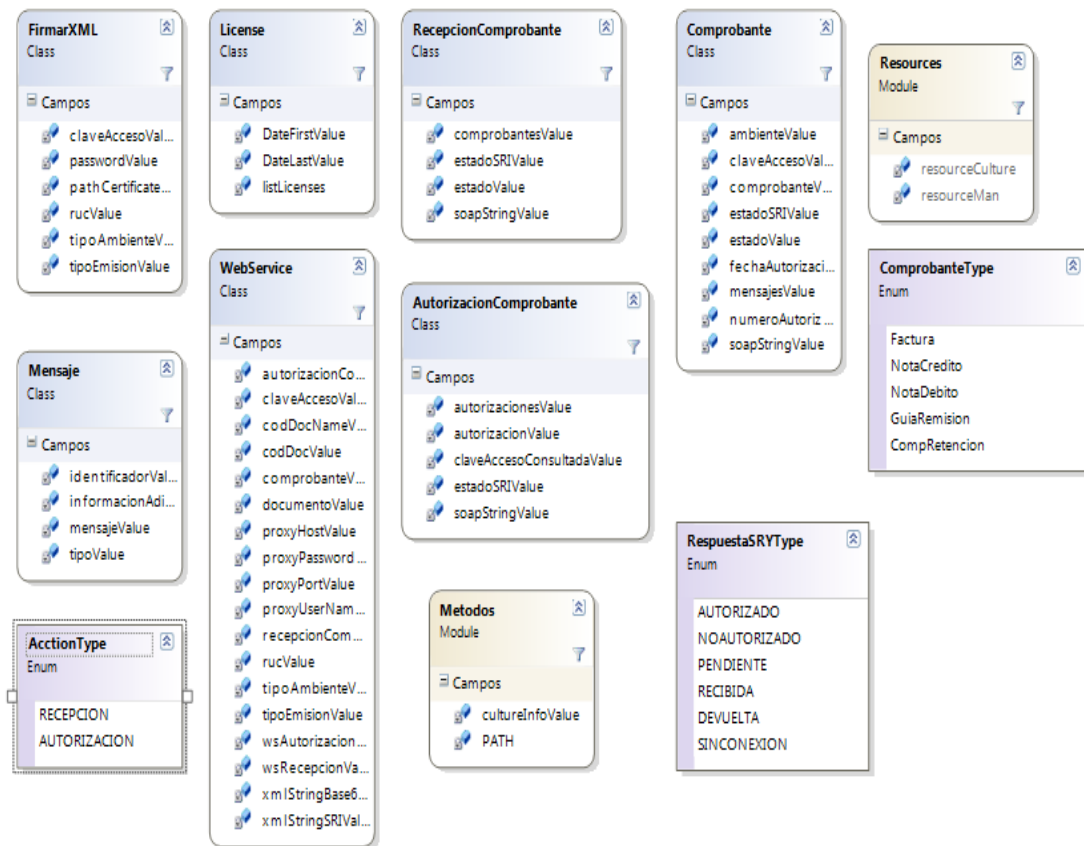 FirmarXML
Class
Campos
claveAccesoVal...
passwordValue
pathCertificate...
rucValue
tipoAmbienteV...
tipoEmisionValue
License
Class
Campos
DateFirstValue
DateLastValue
listLicenses
RecepcionComprobante
Class
Campos
comprobantesValue
estadoSRIValue
estadoValue
soapStringValue
Comprobante
Class
Campos
ambienteValue
claveAccesoVal...
comprobanteV...
estadoSRIValue
estadoValue
fechaAutorizaci...
mensajesValue
numeroAutoriz...
soapStringValue
Resources
Module
Campos
resourceCulture
resourceMan
Mensaje
Class
Campos
identificadorVal...
informacionAdi...
mensajeValue
tipoValue
WebService
Class
Campos
autorizacionCo...
claveAccesoVal...
codDocNameV...
codDocValue
comprobanteV...
documentoValue
proxyHostValue
proxyPassword...
proxyPortValue
proxyUserNam...
recepcionCom...
rucValue
tipoAmbienteV...
tipoEmisionValue
wsAutorizacion...
wsRecepcionVa...
xmlStringBase6...
xmlStringSRIVal...
AutorizacionComprobante
Class
Campos
autorizacionesValue
autorizacionValue
claveAccesoConsultadaValue
estadoSRIValue
soapStringValue
ComprobanteType
Enum
Factura
NotaCredito
NotaDebito
GuiaRemision
CompRetencion
AcctionType
Enum
RECEPCION
AUTORIZACION
Metodos
Module
Campos
cultureInfoValue
PATH
RespuestaSRYType
Enum
AUTORIZADO
NOAUTORIZADO
PENDIENTE
RECIBIDA
DEVUELTA
SINCONEXION